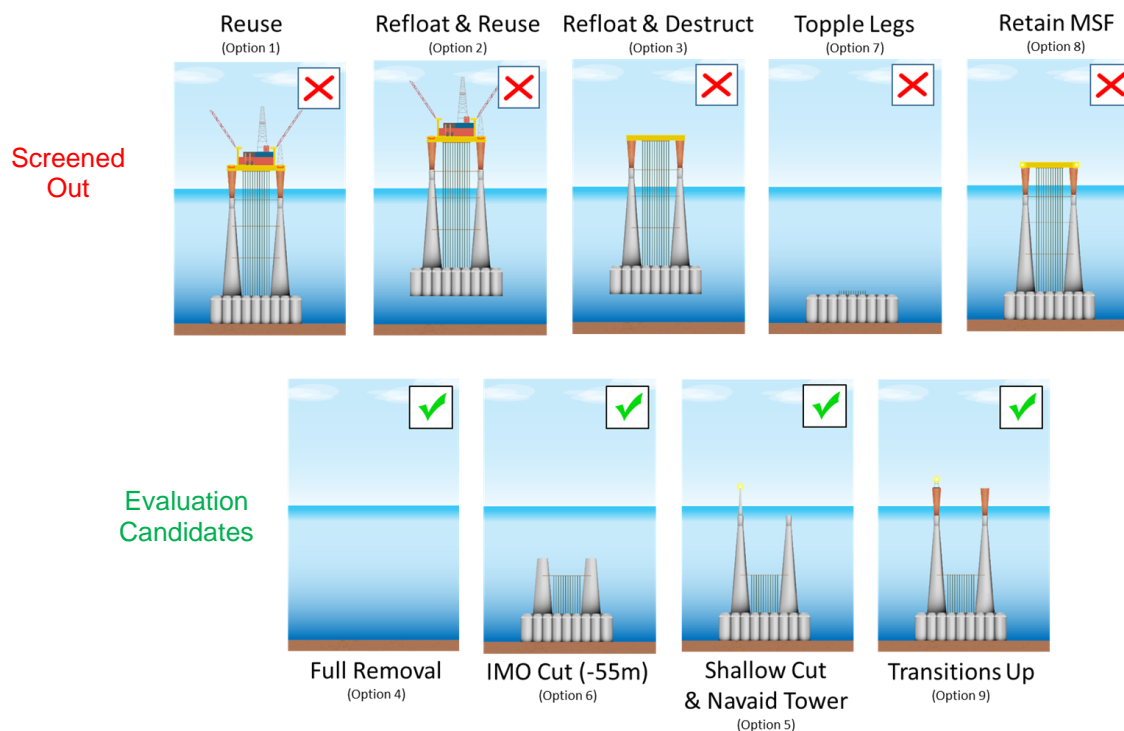 Reuse
(Option 1)
Refloat & Reuse
(Option 2)
Refloat & Destruct
(Option 3)
Topple Legs
(Option 7)
Retain MSF
(Option 8)
Screened
Out
Evaluation
Candidates
Full Removal
(Option 4)
IMO Cut (-55m)
(Option 6)
Shallow Cut
& Navaid Tower
(Option 5)
Transitions Up
(Option 9)